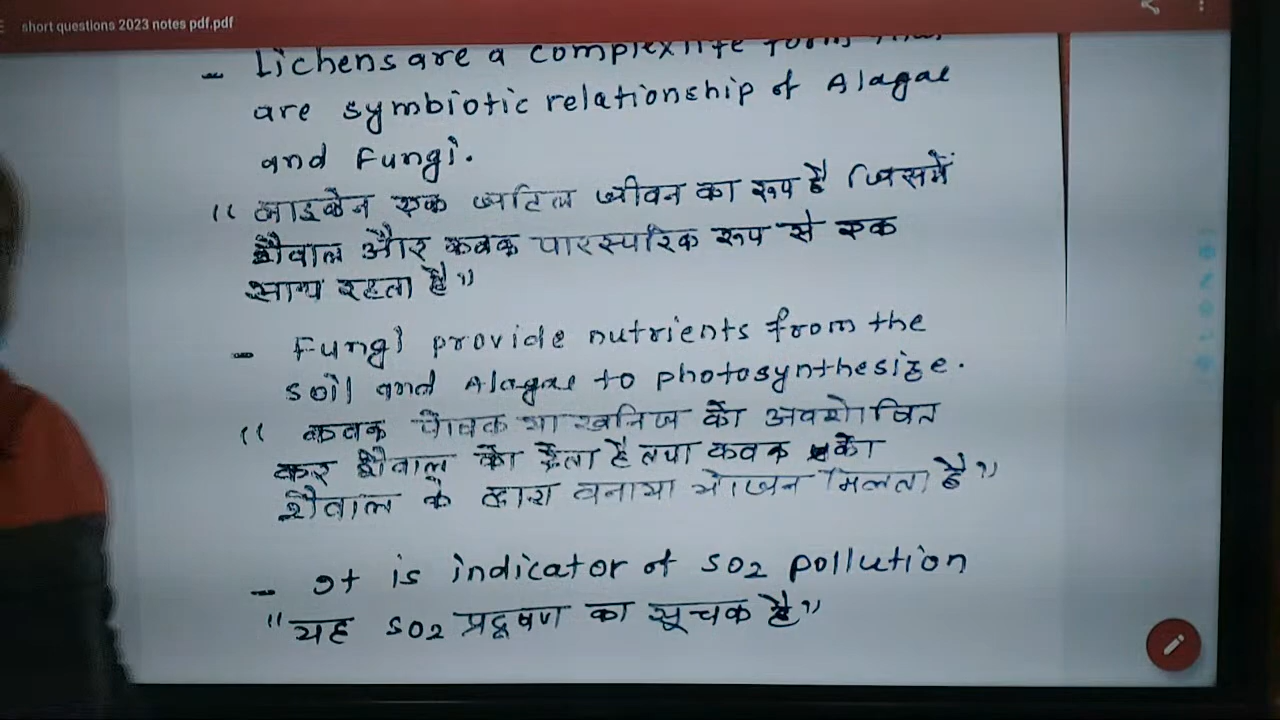 short questions 2023 notes pdf.pdf
- Lichens are a complex life form that
are symbiotic relationship of Alagae
and Fungi.
“ लाइकेन एक जटिल जीवन का रूप है जिसमें
शैवाल और कवक पारस्परिक रूप से एक
साथ रहता है ”
- Fungi provide nutrients from the
soil and Alagae to photosynthesize.
“ कवक पोषक या खनिज को अवशोषित
कर शैवाल को देता है तथा कवक को
शैवाल के द्वारा बनाया भोजन मिलता है ”
- It is indicator of SO2 pollution
“ यह SO2 प्रदूषण का सूचक है ”